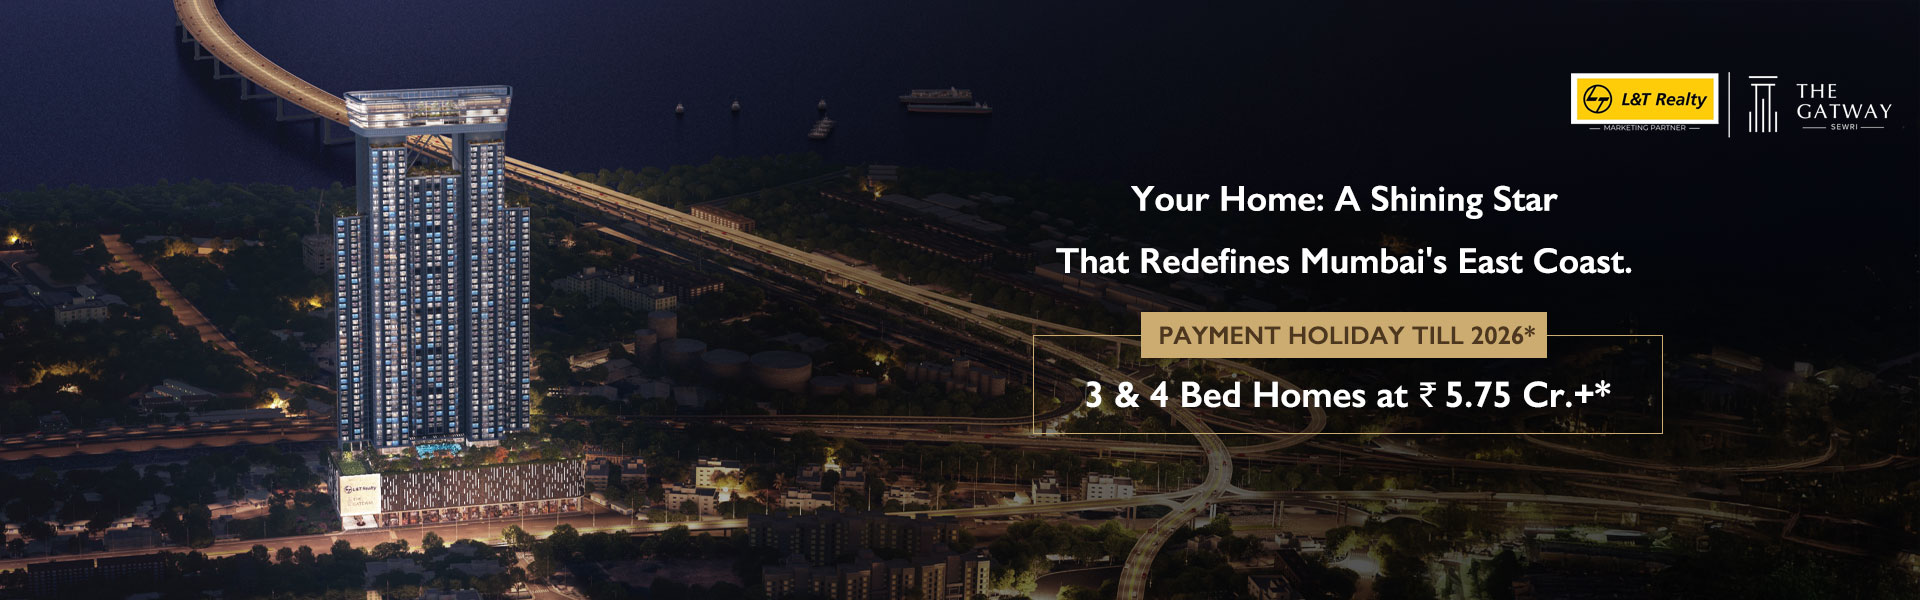 L&T Realty
MARKETING PARTNER
THE
GATWAY
SEWRI
Your Home: A Shining Star
That Redefines Mumbai's East Coast.
PAYMENT HOLIDAY TILL 2026*
3 & 4 Bed Homes at ₹ 5.75 Cr.+*
L&T Realty